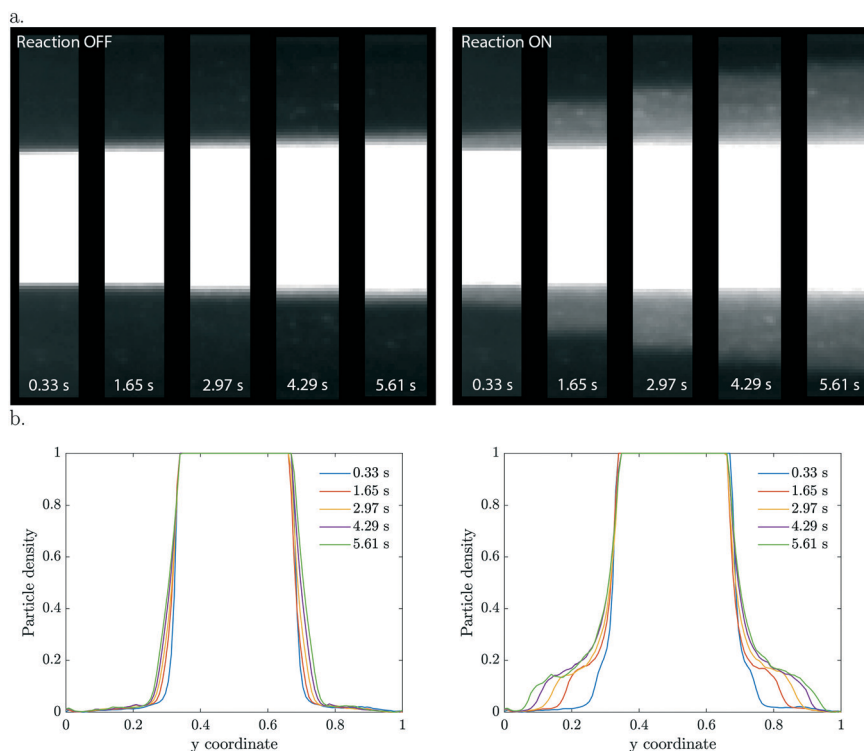 a.
Reaction OFF
Reaction ON
0.33 s 1.65 s 2.97 s 4.29 s 5.61 s
0.33 s 1.65 s 2.97 s 4.29 s 5.61 s
b.
1
0.8
0.6
0.4
0.2
0
0 0.2 0.4 0.6 0.8 1
Particle density
y coordinate
0.33 s
1.65 s
2.97 s
4.29 s
5.61 s
1
0.8
0.6
0.4
0.2
0
0 0.2 0.4 0.6 0.8 1
Particle density
y coordinate
0.33 s
1.65 s
2.97 s
4.29 s
5.61 s